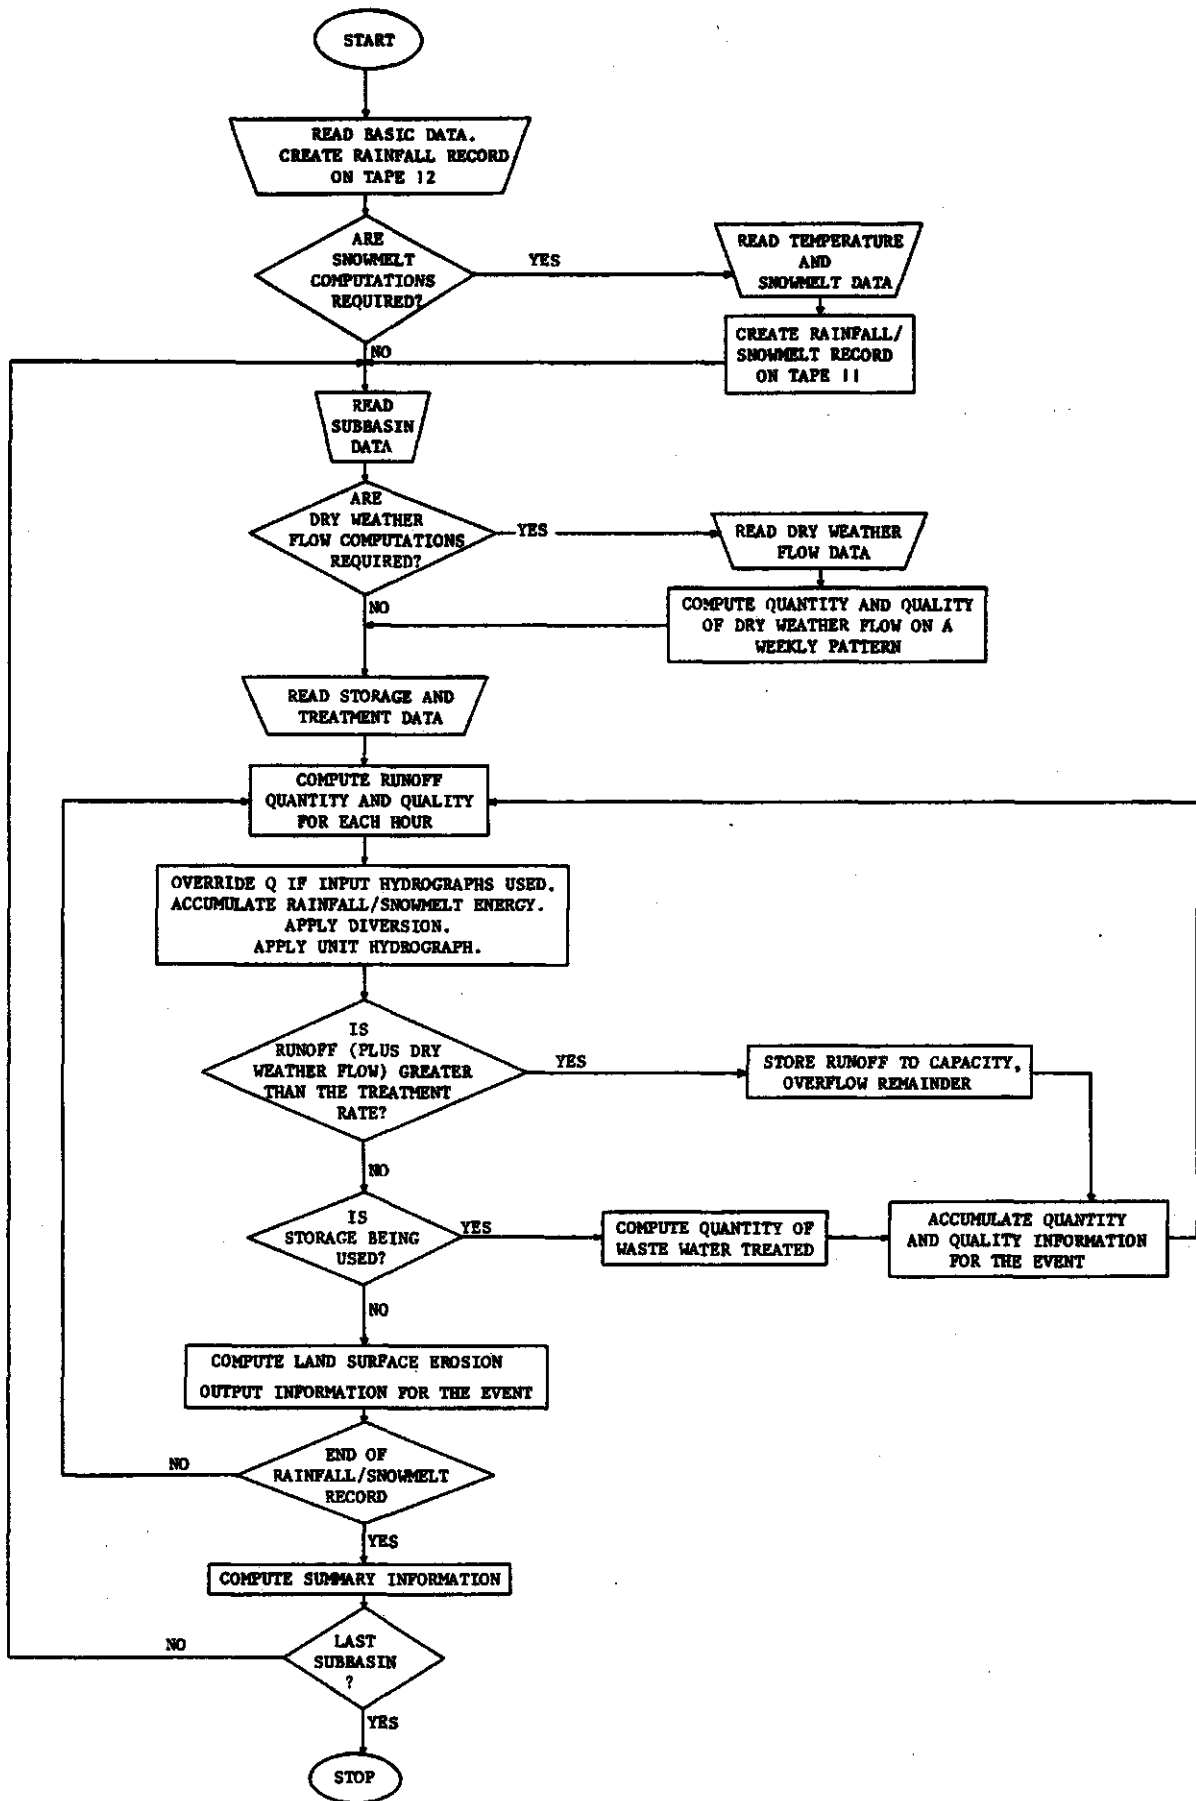 START
READ BASIC DATA.
CREATE RAINFALL RECORD
ON TAPE 12
ARE
SNOWMELT
COMPUTATIONS
REQUIRED?
YES
READ TEMPERATURE
AND
SNOWMELT DATA
CREATE RAINFALL/
SNOWMELT RECORD
ON TAPE 11
NO
READ
SUBBASIN
DATA
ARE
DRY WEATHER
FLOW COMPUTATIONS
REQUIRED?
YES
READ DRY WEATHER
FLOW DATA
COMPUTE QUANTITY AND QUALITY
OF DRY WEATHER FLOW ON A
WEEKLY PATTERN
NO
READ STORAGE AND
TREATMENT DATA
COMPUTE RUNOFF
QUANTITY AND QUALITY
FOR EACH HOUR
OVERRIDE Q IF INPUT HYDROGRAPHS USED.
ACCUMULATE RAINFALL/SNOWMELT ENERGY.
APPLY DIVERSION.
APPLY UNIT HYDROGRAPH.
IS
RUNOFF (PLUS DRY
WEATHER FLOW) GREATER
THAN THE TREATMENT
RATE?
YES
STORE RUNOFF TO CAPACITY,
OVERFLOW REMAINDER
NO
IS
STORAGE BEING
USED?
YES
COMPUTE QUANTITY OF
WASTE WATER TREATED
ACCUMULATE QUANTITY
AND QUALITY INFORMATION
FOR THE EVENT
NO
COMPUTE LAND SURFACE EROSION
OUTPUT INFORMATION FOR THE EVENT
END OF
RAINFALL/SNOWMELT
RECORD
NO
YES
COMPUTE SUMMARY INFORMATION
LAST
SUBBASIN
?
NO
YES
STOP